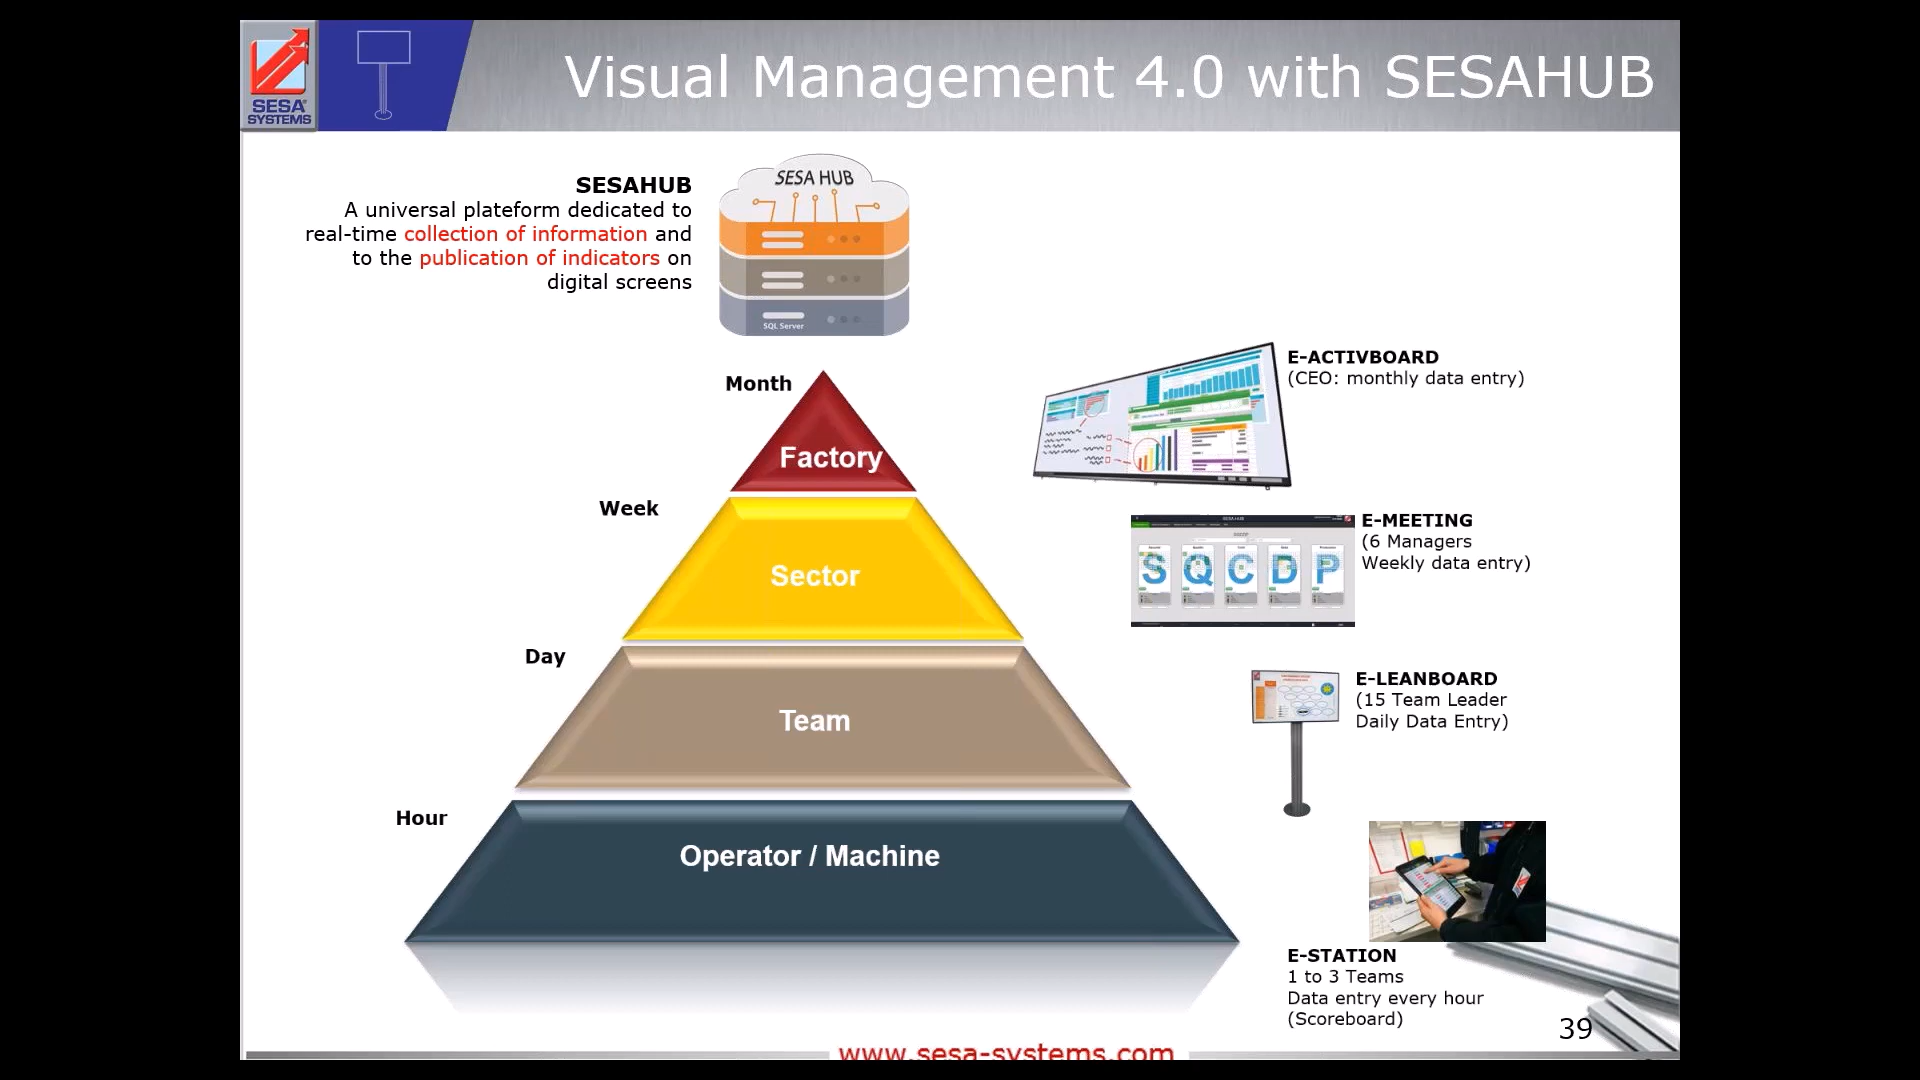 SESA
SYSTEMS
Visual Management 4.0 with SESAHUB
SESAHUB
A universal plateform dedicated to
real-time collection of information and
to the publication of indicators on
digital screens
SESA HUB
SQL Server
Month
Factory
Week
Sector
Day
Team
Hour
Operator / Machine
E-ACTIVBOARD
(CEO: monthly data entry)
SESA HUB
S Q C D P
E-MEETING
(6 Managers
Weekly data entry)
E-LEANBOARD
(15 Team Leader
Daily Data Entry)
E-STATION
1 to 3 Teams
Data entry every hour
(Scoreboard)
39
www.sesa-systems.com